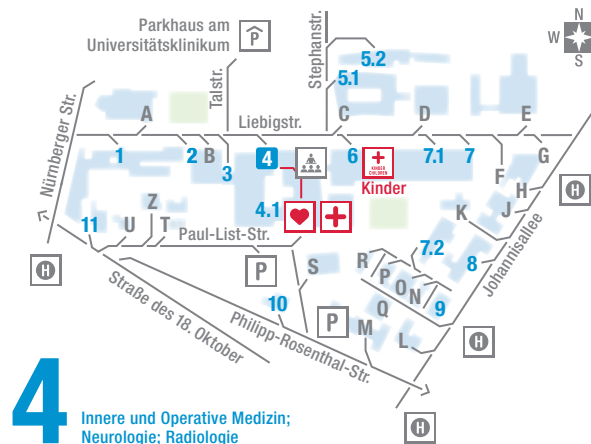 Parkhaus am
Universitätsklinikum
P
Stephanstr.
5.2
5.1
N
W
S
Nürnberger Str.
Talstr.
A
Liebigstr.
C
D
E
1
2
B
3
4
6
KINDER
CHILDREN
Kinder
7.1
7
F
G
H
J
H
K
4.1
11
U
Z
T
Paul-List-Str.
H
P
S
R
P
O
N
7.2
9
8
Johannisallee
Straße des 18. Oktober
10
Philipp-Rosenthal-Str.
P
Q
M
L
H
H
4
Innere und Operative Medizin;
Neurologie; Radiologie